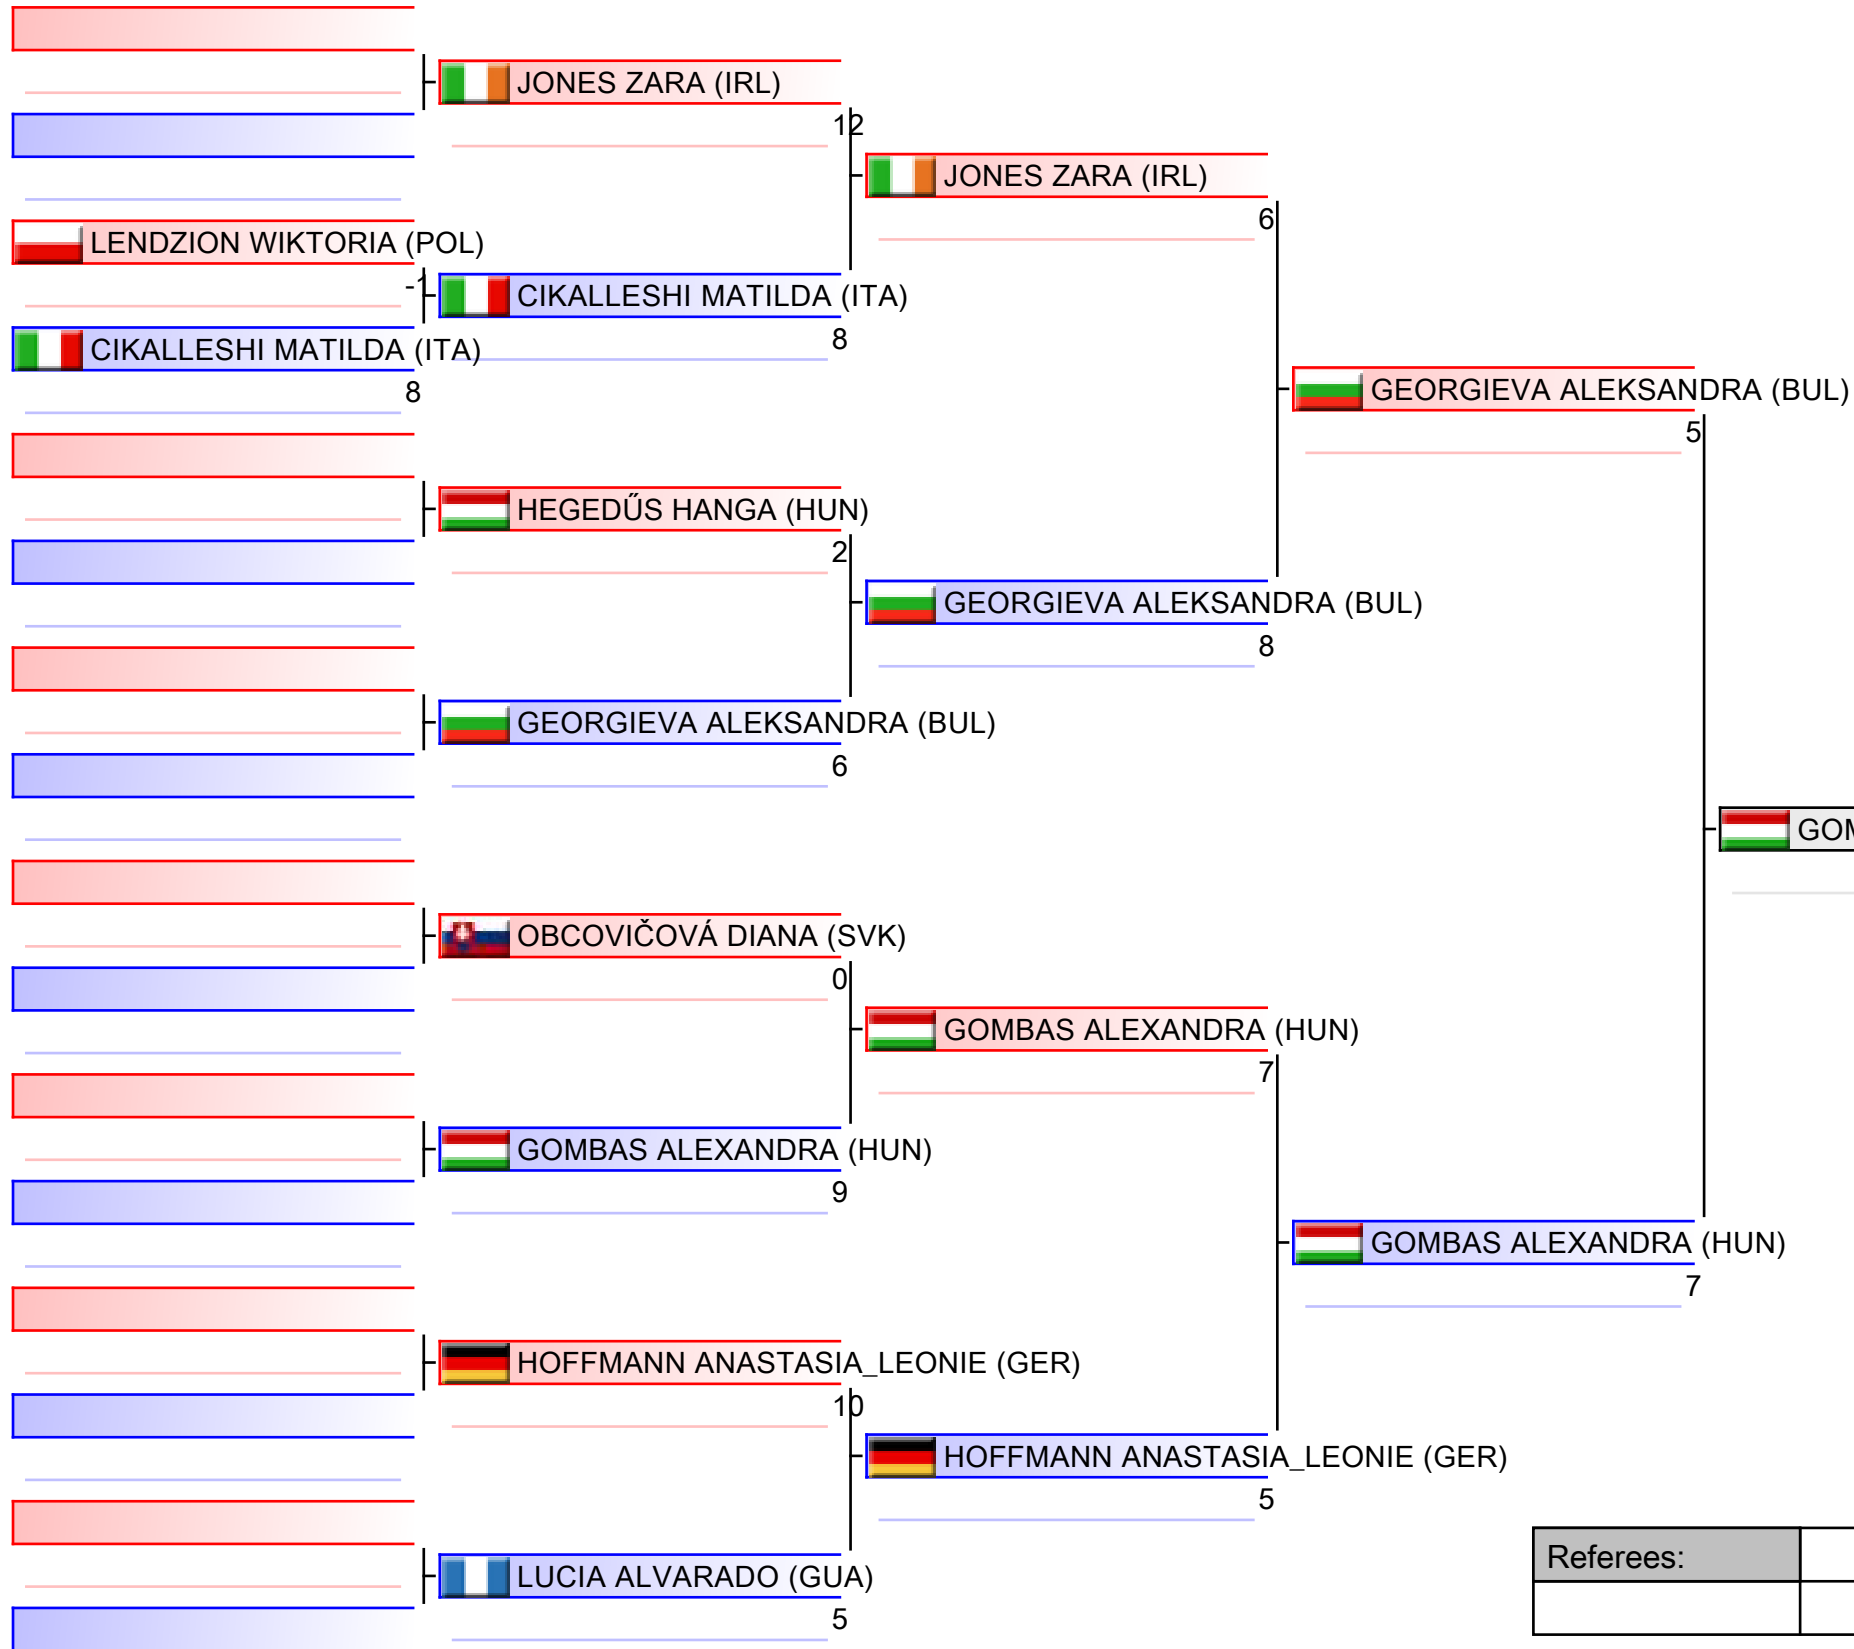 JONES ZARA (IRL)
12
JONES ZARA (IRL)
6
LENDZION WIKTORIA (POL)
-1
CIKALLESHI MATILDA (ITA)
8
CIKALLESHI MATILDA (ITA)
8
GEORGIEVA ALEKSANDRA (BUL)
5
HEGEDŰS HANGA (HUN)
2
GEORGIEVA ALEKSANDRA (BUL)
8
GEORGIEVA ALEKSANDRA (BUL)
6
GOM
OBCOVIČOVÁ DIANA (SVK)
0
GOMBAS ALEXANDRA (HUN)
7
GOMBAS ALEXANDRA (HUN)
9
GOMBAS ALEXANDRA (HUN)
7
HOFFMANN ANASTASIA_LEONIE (GER)
10
HOFFMANN ANASTASIA_LEONIE (GER)
5
LUCIA ALVARADO (GUA)
5
Referees: